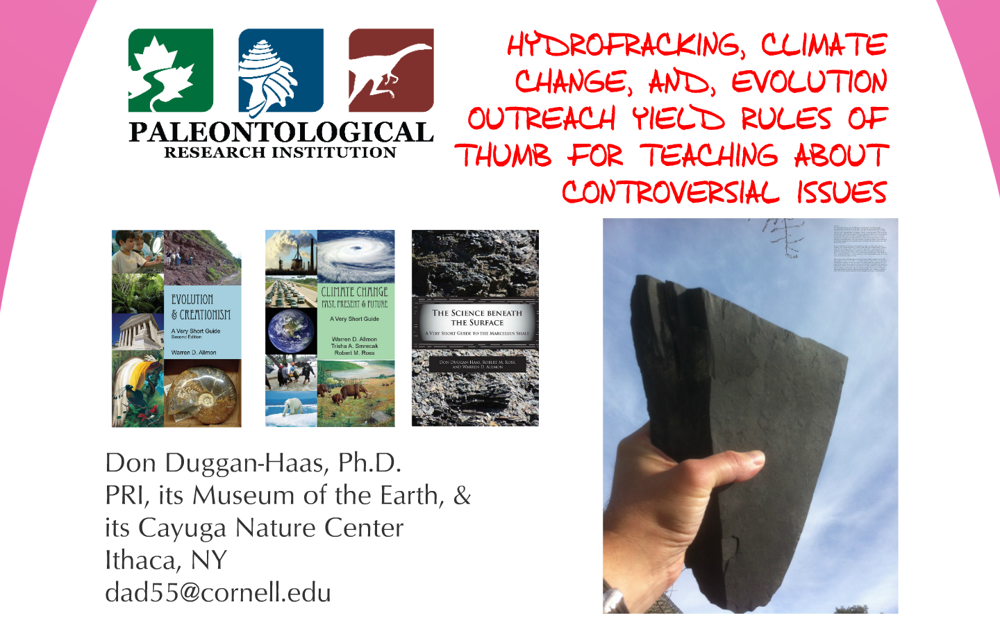 PALEONTOLOGICAL
RESEARCH INSTITUTION
HYDROFRACKING, CLIMATE
CHANGE, AND, EVOLUTION
OUTREACH YIELD RULES OF
THUMB FOR TEACHING ABOUT
CONTROVERSIAL ISSUES
EVOLUTION
& CREATIONISM
A Very Short Guide
Second Edition
Warren D. Allmon
CLIMATE CHANGE
PAST, PRESENT & FUTURE
A Very Short Guide
Warren D. Allmon
Trisha A. Smrecak
Robert M. Ross
THE SCIENCE BENEATH
THE SURFACE
A VERY SHORT GUIDE TO THE MARCELLUS SHALE
DON DUGGAN-HAAS, ROBERT M. ROSS,
AND WARREN D. ALLMON
Don Duggan-Haas, Ph.D.
PRI, its Museum of the Earth, &
its Cayuga Nature Center
Ithaca, NY
dad55@cornell.edu